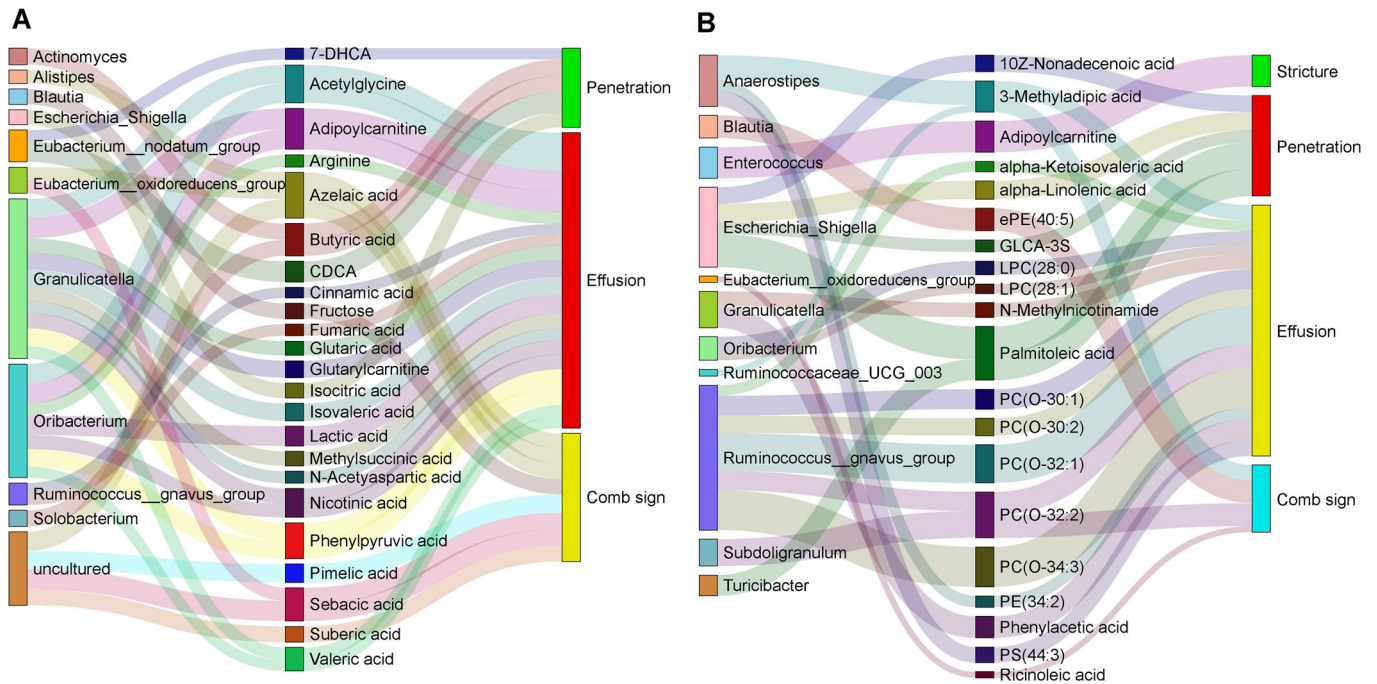 A
Actinomyces
Alistipes
Blautia
Escherichia_Shigella
Eubacterium__nodatum_group
Eubacterium__oxidoreducens_group
Granulicatella
Oribacterium
Ruminococcus__gnavus_group
Solobacterium
uncultured
7-DHCA
Acetylglycine
Adipoylcarnitine
Arginine
Azelaic acid
Butyric acid
CDCA
Cinnamic acid
Fructose
Fumaric acid
Glutaric acid
Glutarylcarnitine
Isocitric acid
Isovaleric acid
Lactic acid
Methylsuccinic acid
N-Acetyaspartic acid
Nicotinic acid
Phenylpyruvic acid
Pimelic acid
Sebacic acid
Suberic acid
Valeric acid
Penetration
Effusion
Comb sign
B
Anaerostipes
Blautia
Enterococcus
Escherichia_Shigella
Eubacterium__oxidoreducens_group
Granulicatella
Oribacterium
Ruminococcaceae_UCG_003
Ruminococcus__gnavus_group
Subdoligranulum
Turicibacter
10Z-Nonadecenoic acid
3-Methyladipic acid
Adipoylcarnitine
alpha-Ketoisovaleric acid
alpha-Linolenic acid
ePE(40:5)
GLCA-3S
LPC(28:0)
LPC(28:1)
N-Methylnicotinamide
Palmitoleic acid
PC(O-30:1)
PC(O-30:2)
PC(O-32:1)
PC(O-32:2)
PC(O-34:3)
PE(34:2)
Phenylacetic acid
PS(44:3)
Ricinoleic acid
Stricture
Penetration
Effusion
Comb sign